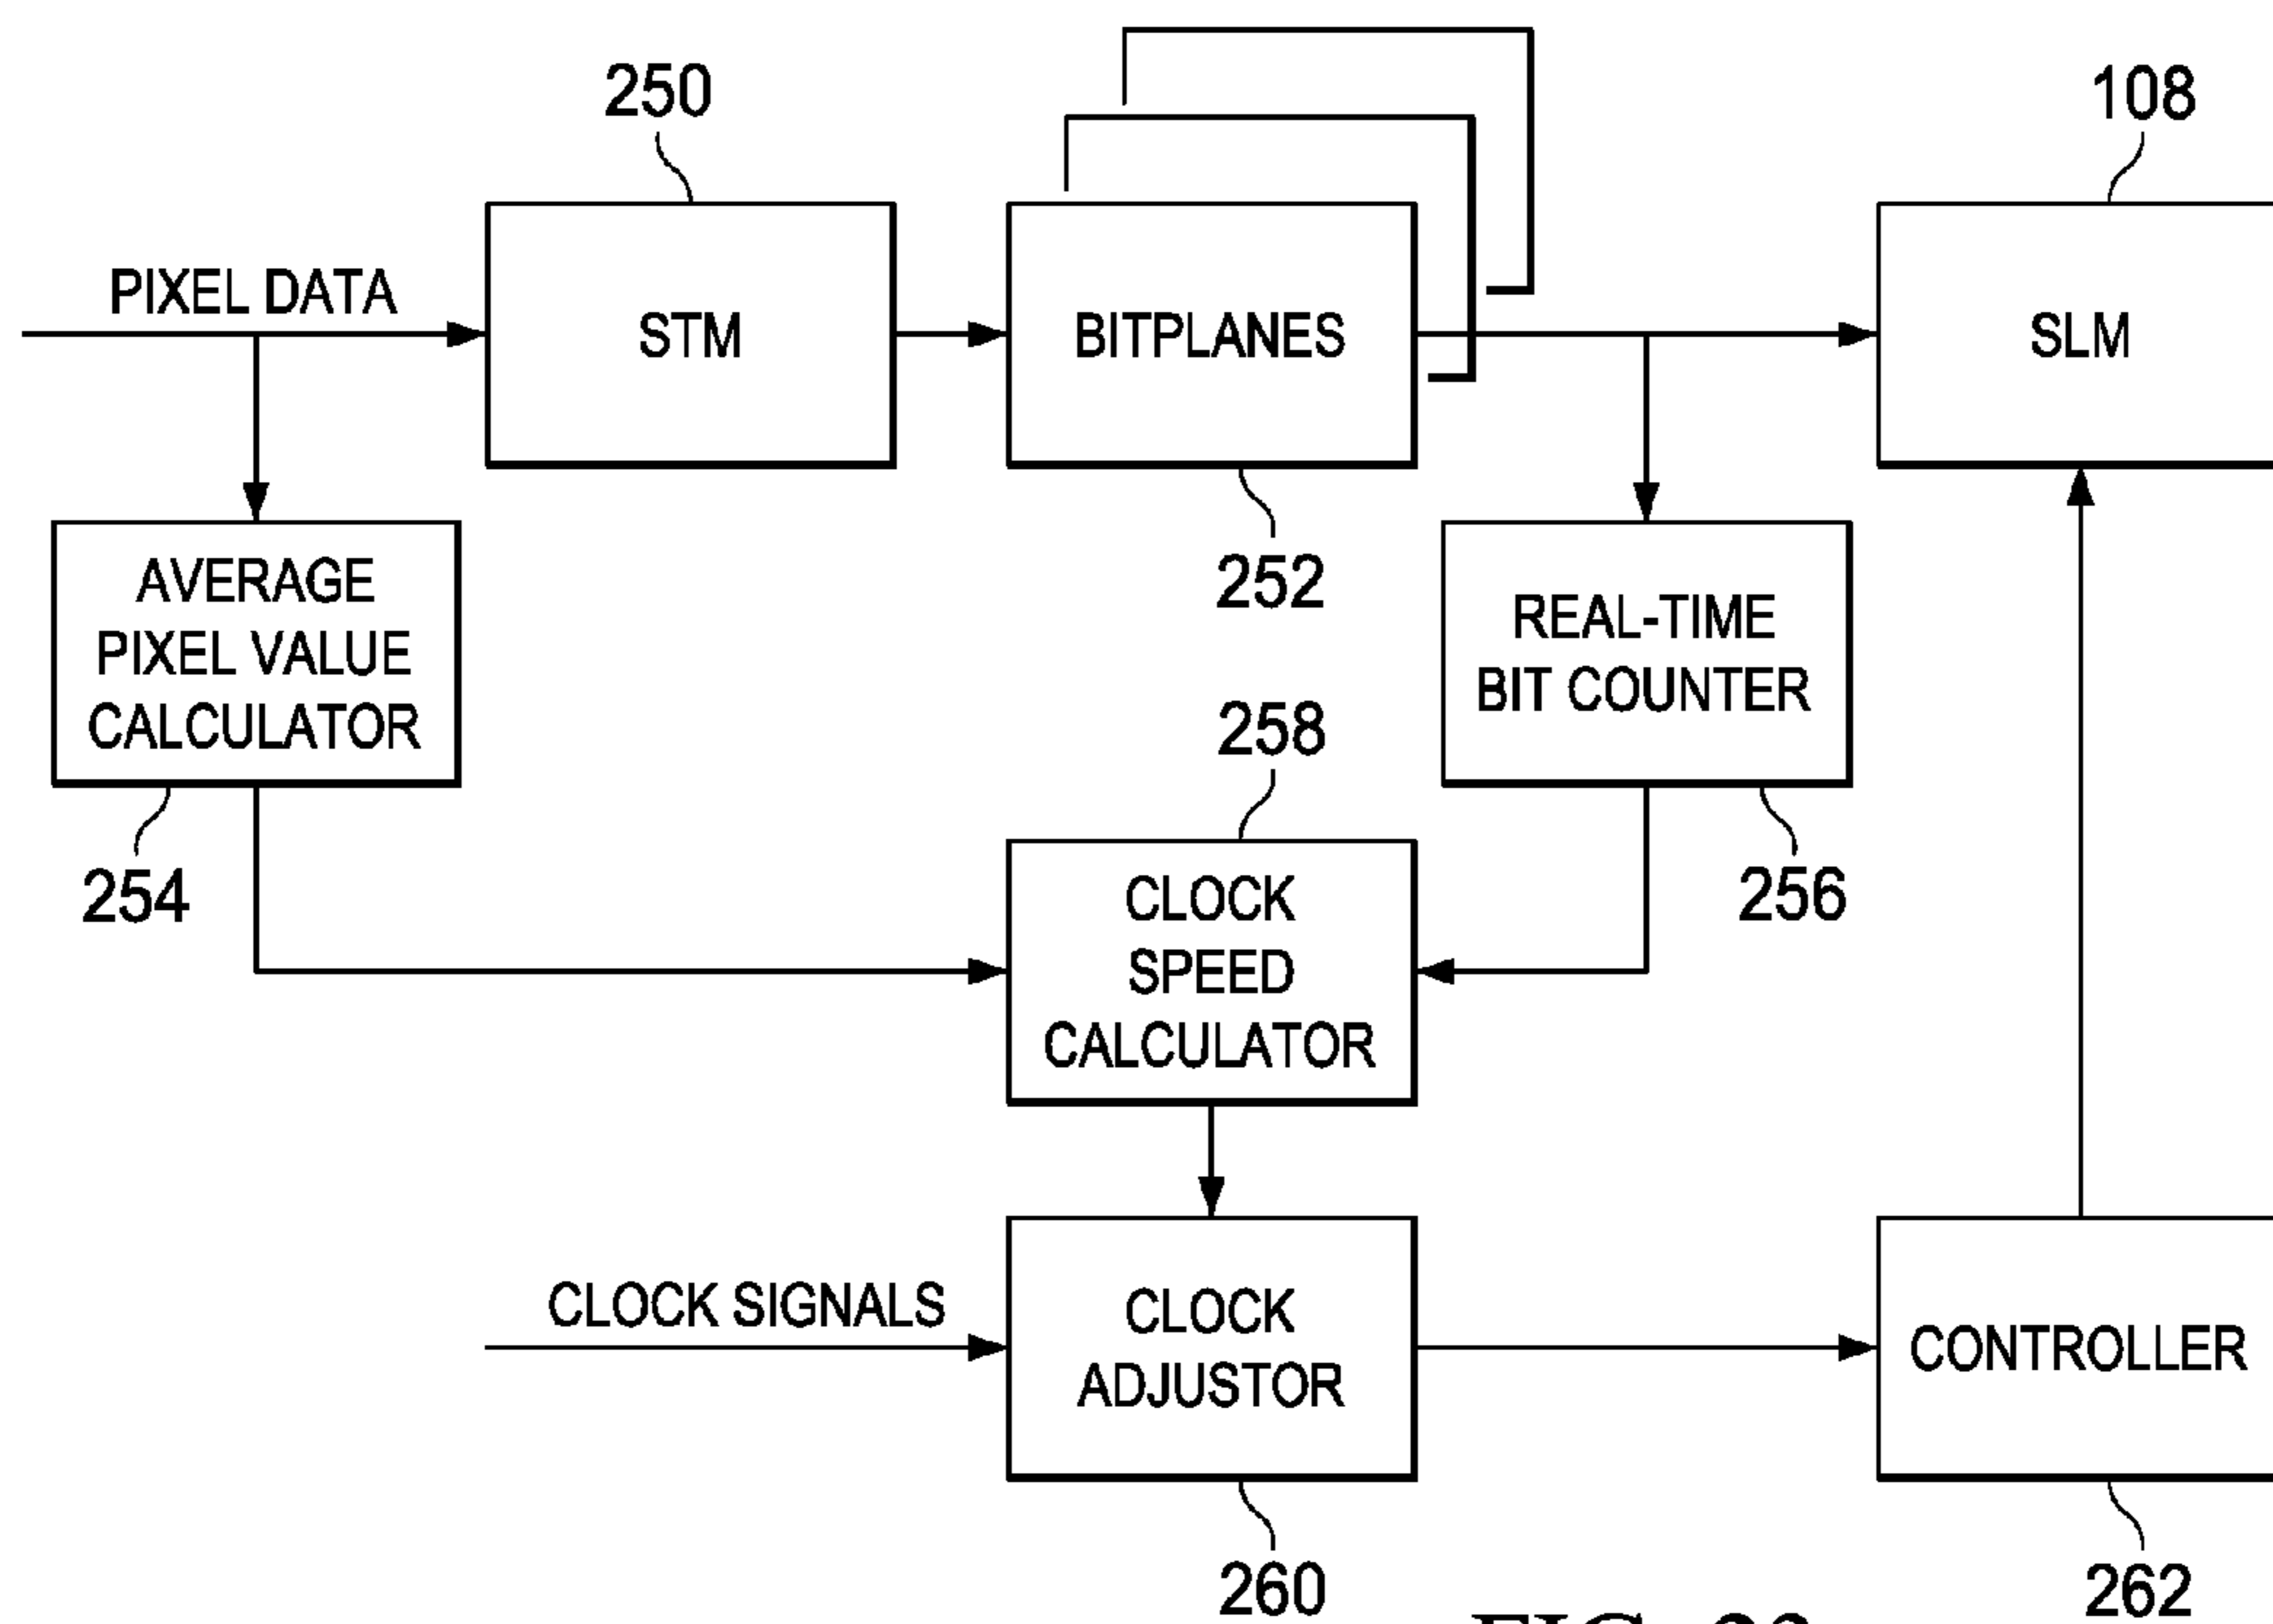 250
108
PIXEL DATA
STM
BITPLANES
SLM
AVERAGE
PIXEL VALUE
CALCULATOR
252
REAL-TIME
BIT COUNTER
258
254
256
CLOCK
SPEED
CALCULATOR
CLOCK SIGNALS
CLOCK
ADJUSTOR
CONTROLLER
260
262